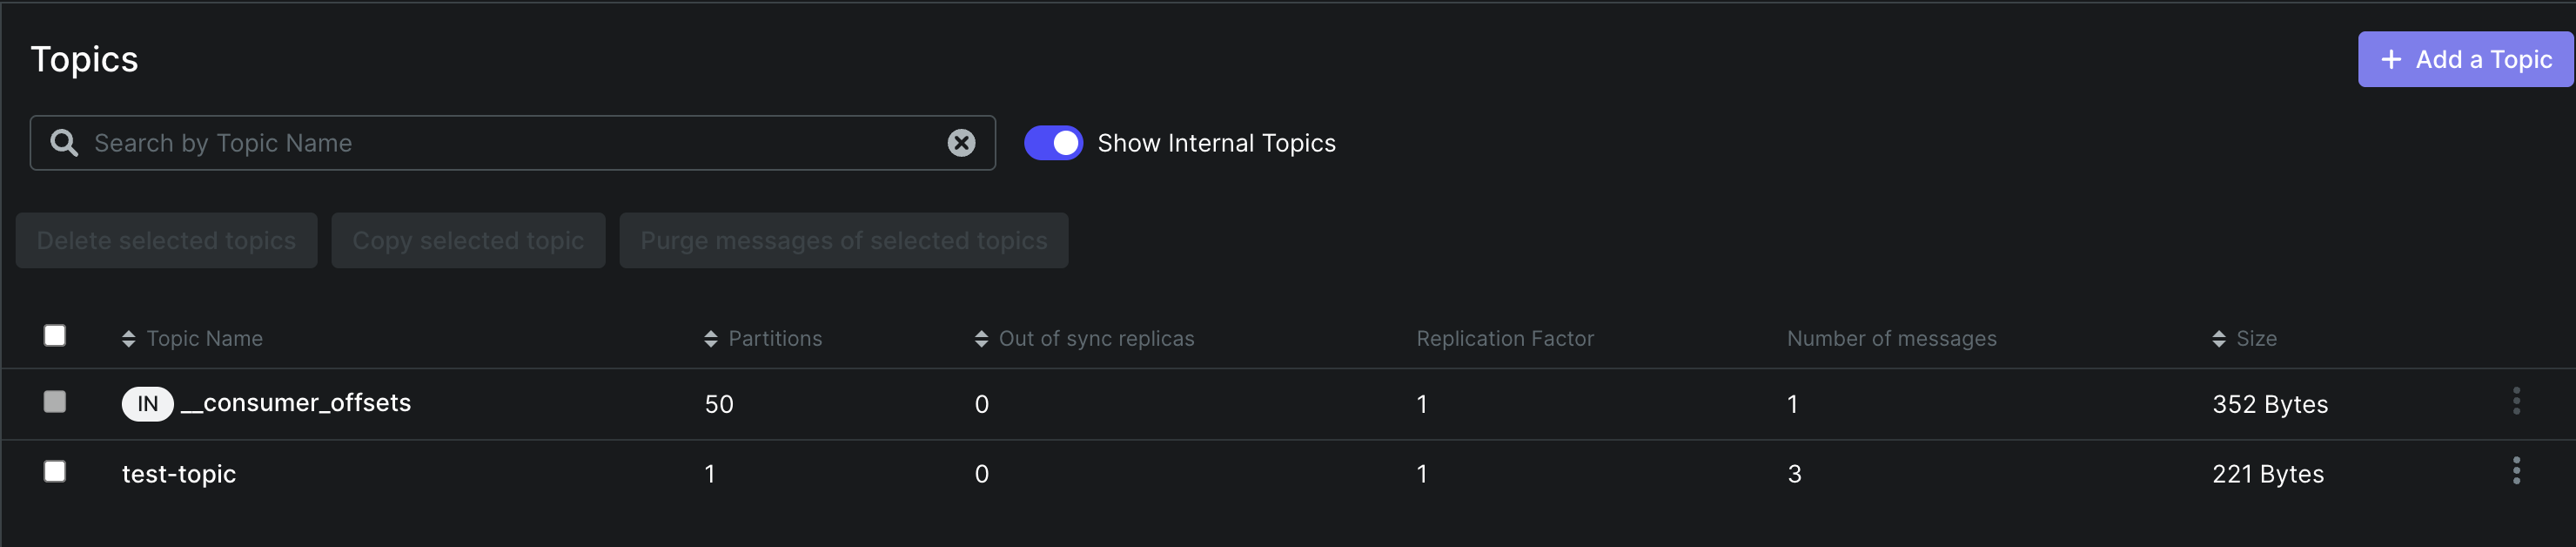 Topics
+ Add a Topic
Search by Topic Name
Show Internal Topics
Delete selected topics Copy selected topic Purge messages of selected topics
Topic Name Partitions Out of sync replicas Replication Factor Number of messages Size
IN __consumer_offsets 50 0 1 1 352 Bytes
test-topic 1 0 1 3 221 Bytes